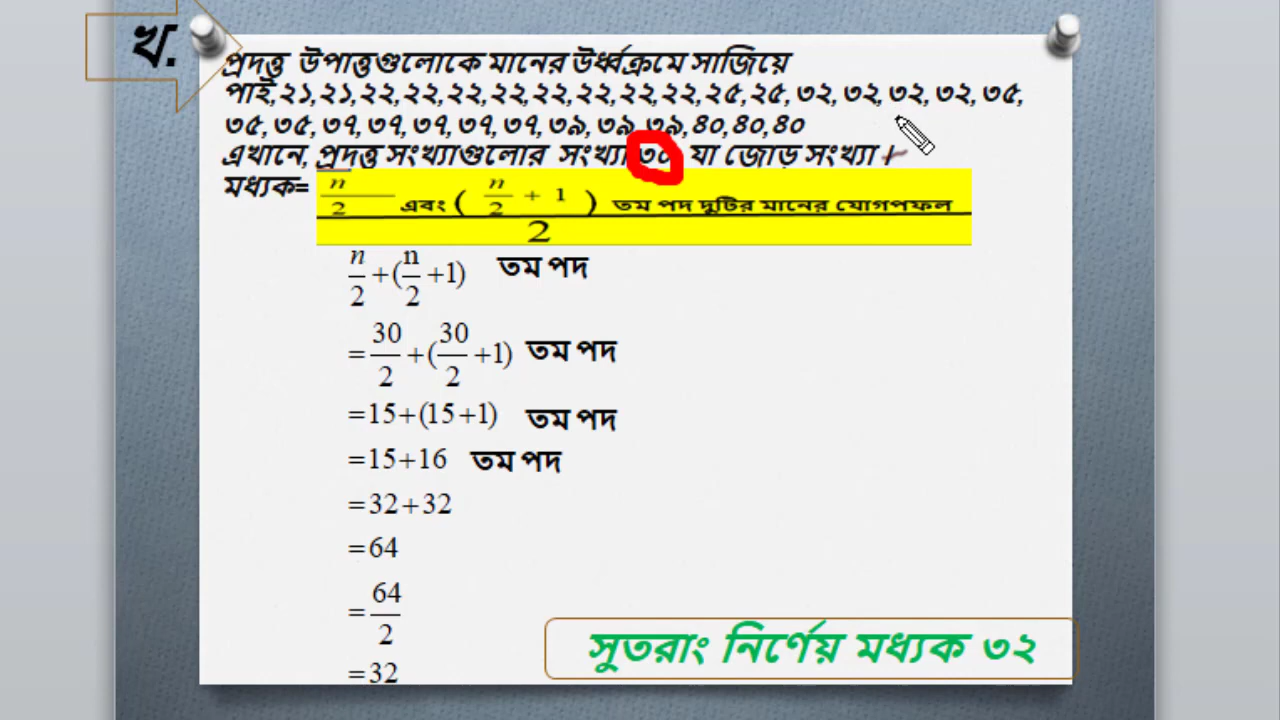 খ.
প্রদত্ত উপাত্তগুলোকে মানের উর্ধ্বক্রমে সাজিয়ে
পাই,২১,২১,২২,২২,২২,২২,২২,২২,২২,২২,২৫,২৫,৩২,৩২,৩২,৩২,৩৫,
৩৫,৩৫,৩৭,৩৭,৩৭,৩৭,৩৭,৩৯,৩৯,৩৯,৪০,৪০,৪০
এখানে, প্রদত্ত সংখ্যাগুলোর সংখ্যা ৩০ যা জোড় সংখ্যা।
মধ্যক= n/2 এবং ( n/2 + 1 ) তম পদ দুটির মানের যোগপফল
2
n/2 +(n/2 +1) তম পদ
= 30/2 +(30/2 +1) তম পদ
=15+(15+1) তম পদ
=15+16 তম পদ
=32+32
=64
= 64/2
=32
সুতরাং নির্ণেয় মধ্যক ৩২